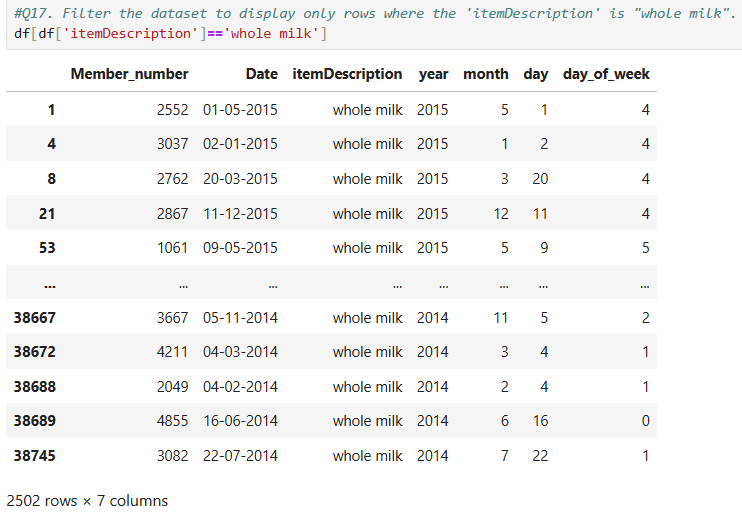 #Q17. Filter the dataset to display only rows where the 'itemDescription' is "whole milk".
df[df['itemDescription']=='whole milk']
Member_number Date itemDescription year month day day_of_week
1 2552 01-05-2015 whole milk 2015 5 1 4
4 3037 02-01-2015 whole milk 2015 1 2 4
8 2762 20-03-2015 whole milk 2015 3 20 4
21 2867 11-12-2015 whole milk 2015 12 11 4
53 1061 09-05-2015 whole milk 2015 5 9 5
... ... ... ... ... ... ... ...
38667 3667 05-11-2014 whole milk 2014 11 5 2
38672 4211 04-03-2014 whole milk 2014 3 4 1
38688 2049 04-02-2014 whole milk 2014 2 4 1
38689 4855 16-06-2014 whole milk 2014 6 16 0
38745 3082 22-07-2014 whole milk 2014 7 22 1
2502 rows × 7 columns